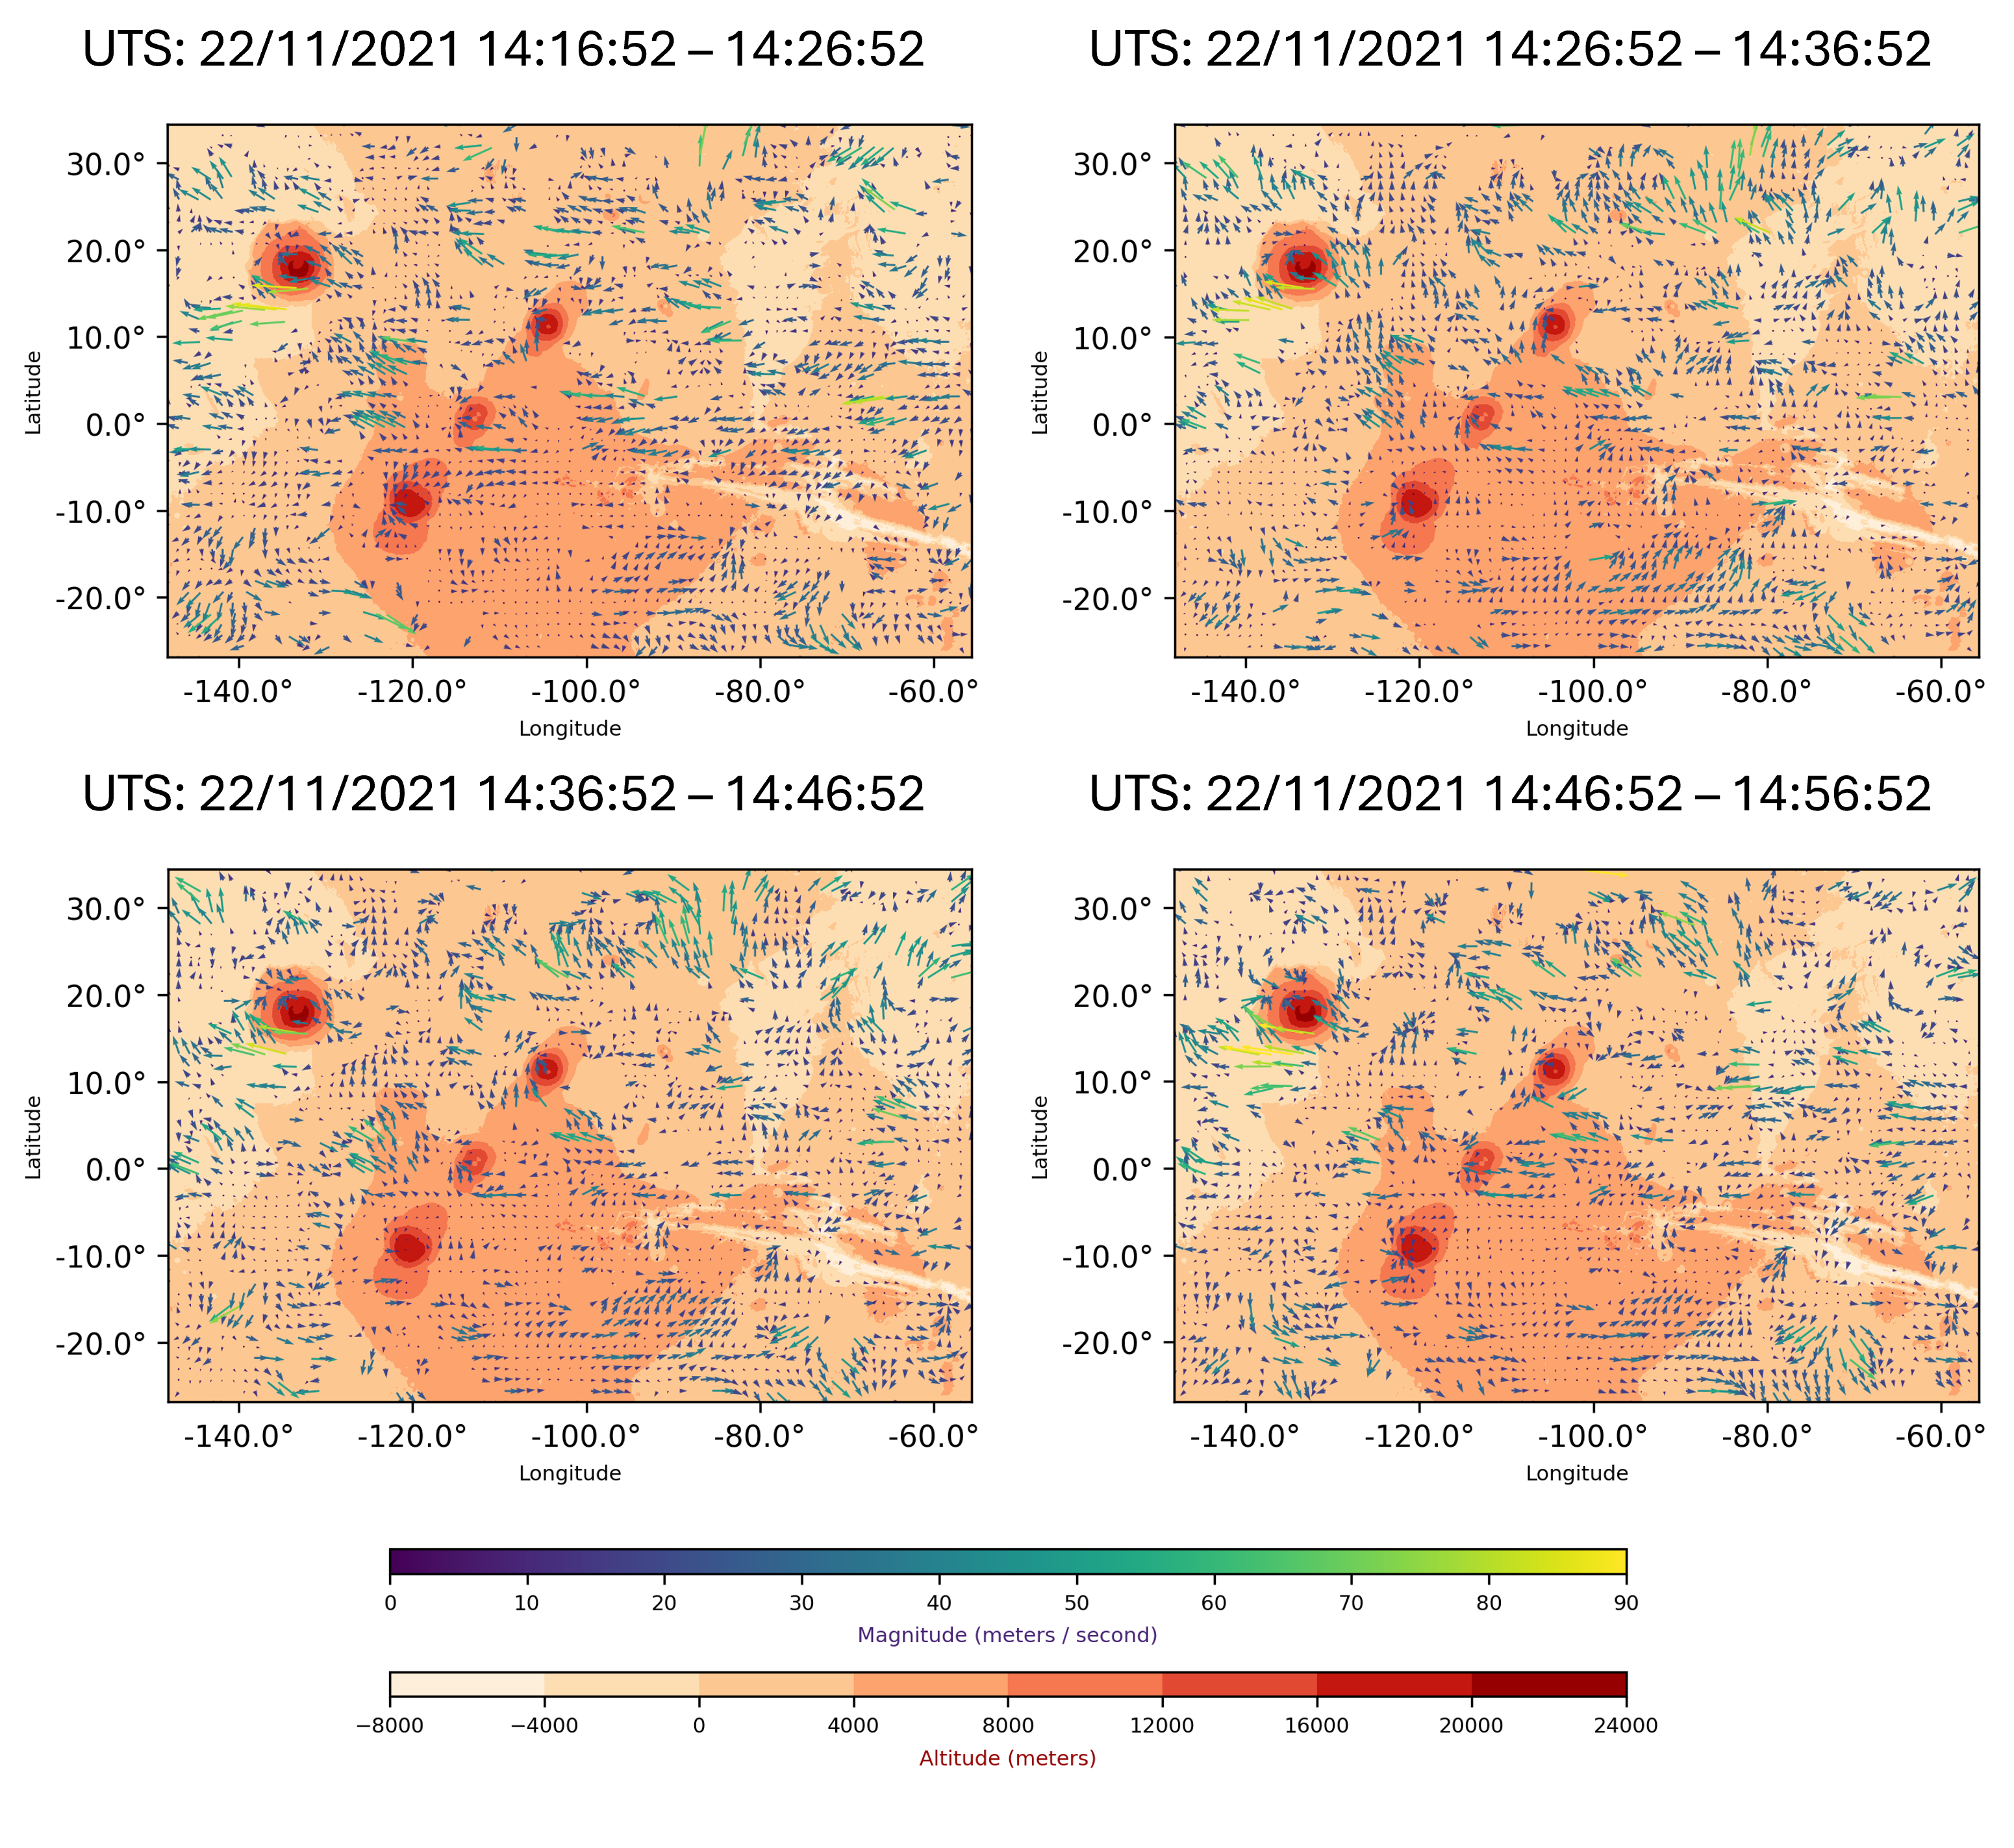 UTS: 22/11/2021 14:16:52 – 14:26:52
UTS: 22/11/2021 14:26:52 – 14:36:52
30.0°
20.0°
10.0°
0.0°
-10.0°
-20.0°
Latitude
-140.0° -120.0° -100.0° -80.0° -60.0°
Longitude
30.0°
20.0°
10.0°
0.0°
-10.0°
-20.0°
Latitude
-140.0° -120.0° -100.0° -80.0° -60.0°
Longitude
UTS: 22/11/2021 14:36:52 – 14:46:52
UTS: 22/11/2021 14:46:52 – 14:56:52
30.0°
20.0°
10.0°
0.0°
-10.0°
-20.0°
Latitude
-140.0° -120.0° -100.0° -80.0° -60.0°
Longitude
30.0°
20.0°
10.0°
0.0°
-10.0°
-20.0°
Latitude
-140.0° -120.0° -100.0° -80.0° -60.0°
Longitude
0 10 20 30 40 50 60 70 80 90
Magnitude (meters / second)
−8000 −4000 0 4000 8000 12000 16000 20000 24000
Altitude (meters)